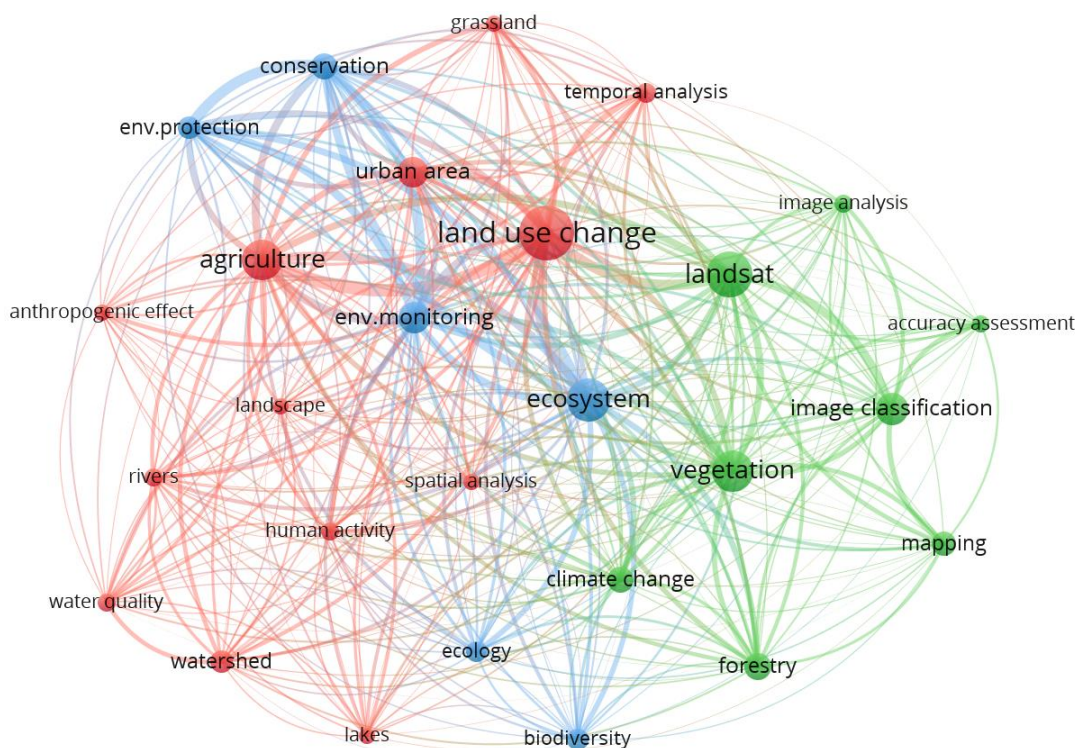 grassland
conservation
temporal analysis
env.protection
urban area
image analysis
land use change
agriculture
landsat
anthropogenic effect
env.monitoring
accuracy assessment
ecosystem
landscape
image classification
rivers
spatial analysis
vegetation
human activity
mapping
climate change
water quality
ecology
watershed
forestry
lakes
biodiversity